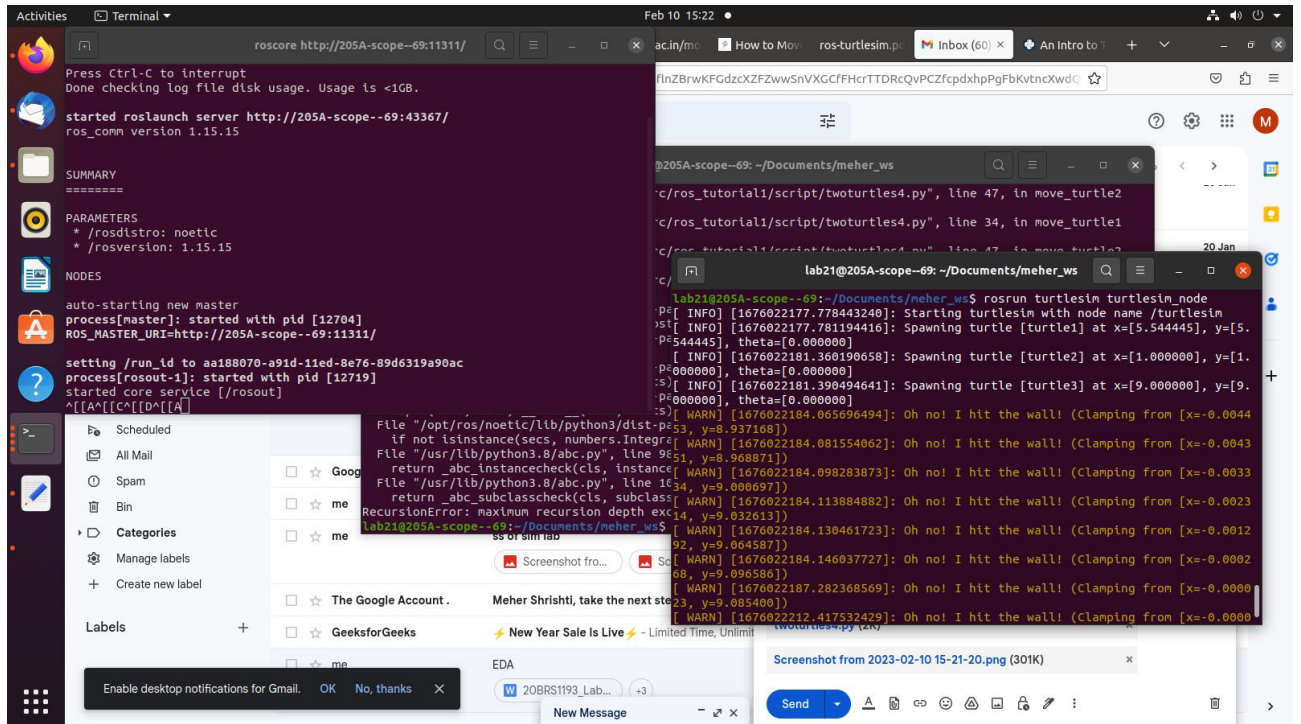 Activities
Terminal
Feb 10 15:22
roscore http://205A-scope--69:11311/
Press Ctrl-C to interrupt
Done checking log file disk usage. Usage is <1GB.
started roslaunch server http://205A-scope--69:43367/
ros_comm version 1.15.15
SUMMARY
========
PARAMETERS
* /rosdistro: noetic
* /rosversion: 1.15.15
NODES
auto-starting new master
process[master]: started with pid [12704]
ROS_MASTER_URI=http://205A-scope--69:11311/
setting /run_id to aa188070-a91d-11ed-8e76-89d6319a90ac
process[rosout-1]: started with pid [12719]
started core service [/rosout]
^[[A^[[C^[[D^[[A
ac.in/mo
How to Mov
ros-turtlesim.p
Inbox (60)
An Intro to T
M
@205A-scope--69: ~/Documents/meher_ws
rc/ros_tutorial1/script/twoturtles4.py", line 47, in move_turtle2
rc/ros_tutorial1/script/twoturtles4.py", line 34, in move_turtle1
20 Jan
lab21@205A-scope--69: ~/Documents/meher_ws
lab21@205A-scope--69:~/Documents/meher_ws$ rosrun turtlesim turtlesim_node
[ INFO] [1676022177.778443240]: Starting turtlesim with node name /turtlesim
[ INFO] [1676022177.781194416]: Spawning turtle [turtle1] at x=[5.544445], y=[5.
544445], theta=[0.000000]
[ INFO] [1676022181.360190658]: Spawning turtle [turtle2] at x=[1.000000], y=[1.
000000], theta=[0.000000]
[ INFO] [1676022181.390494641]: Spawning turtle [turtle3] at x=[9.000000], y=[9.
000000], theta=[0.000000]
[ WARN] [1676022184.065696494]: Oh no! I hit the wall! (Clamping from [x=-0.0044
53, y=8.937168])
[ WARN] [1676022184.081554062]: Oh no! I hit the wall! (Clamping from [x=-0.0043
51, y=8.968871])
[ WARN] [1676022184.098283873]: Oh no! I hit the wall! (Clamping from [x=-0.0033
34, y=9.000697])
[ WARN] [1676022184.113884882]: Oh no! I hit the wall! (Clamping from [x=-0.0023
14, y=9.032613])
[ WARN] [1676022184.130461723]: Oh no! I hit the wall! (Clamping from [x=-0.0012
92, y=9.064587])
[ WARN] [1676022184.146037727]: Oh no! I hit the wall! (Clamping from [x=-0.0002
68, y=9.096586])
[ WARN] [1676022187.282368569]: Oh no! I hit the wall! (Clamping from [x=-0.0000
23, y=9.085400])
[ WARN] [1676022212.417532429]: Oh no! I hit the wall! (Clamping from [x=-0.0000
File "/opt/ros/noetic/lib/python3/dist-pa
if not isinstance(secs, numbers.Integra
File "/usr/lib/python3.8/abc.py", line 98
return _abc_instancecheck(cls, instance
File "/usr/lib/python3.8/abc.py", line 10
return _abc_subclasscheck(cls, subclass
RecursionError: maximum recursion depth exc
lab21@205A-scope--69:~/Documents/meher_ws$
Scheduled
All Mail
Spam
Bin
Categories
Manage labels
Create new label
Labels
Goog
me
me
ss of sim lab
Screenshot fro...
Sc
The Google Account .
Meher Shrishti, take the next ste
GeeksforGeeks
⚡ New Year Sale Is Live⚡ - Limited Time, Unlimit
me
EDA
20BRS1193_Lab...
+3
twoturtles4.py (2K)
Screenshot from 2023-02-10 15-21-20.png (301K)
Enable desktop notifications for Gmail. OK No, thanks
New Message
Send